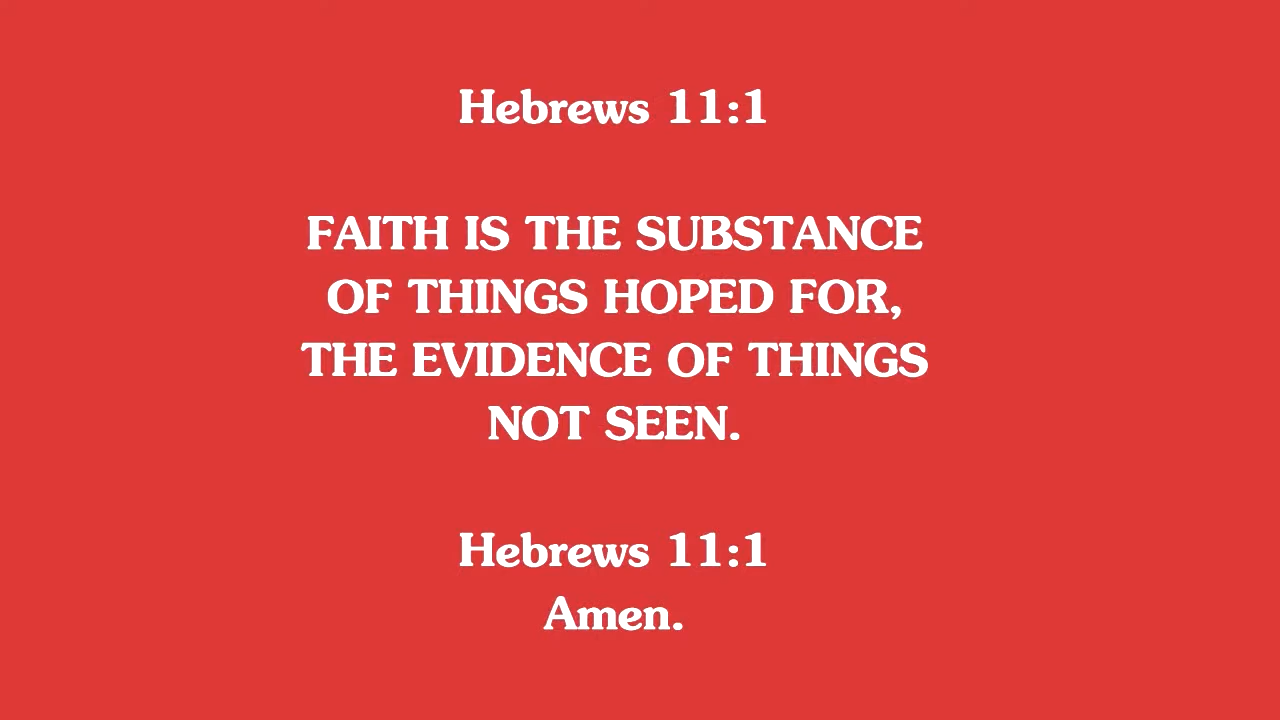 Hebrews 11:1
FAITH IS THE SUBSTANCE
OF THINGS HOPED FOR,
THE EVIDENCE OF THINGS
NOT SEEN.
Hebrews 11:1
Amen.